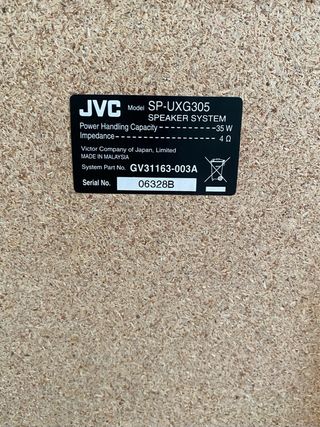 JVC Model SP-UXG305
SPEAKER SYSTEM
Power Handling Capacity 35 W
Impedance 4 Ω
Victor Company of Japan, Limited
MADE IN MALAYSIA
System Part No. GV31163-003A
Serial No. 06328B